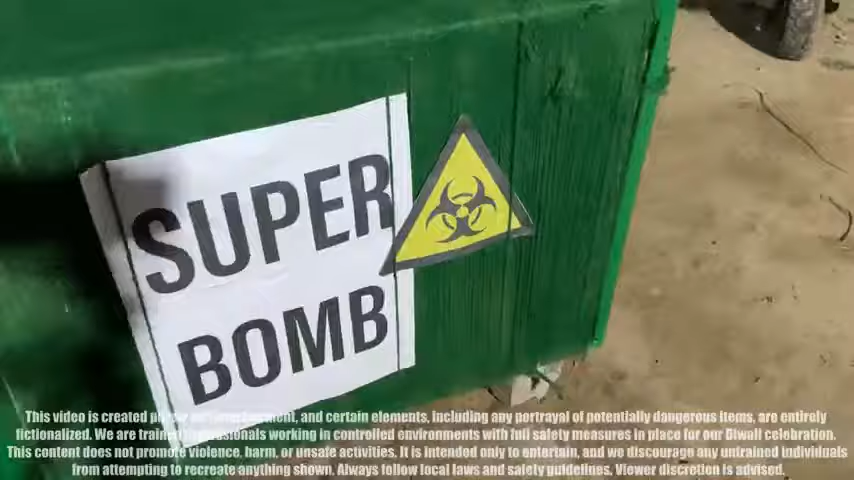 SUPER
BOMB
This video is created entertainment, and certain elements, including any portrayal of potentially dangerous items, are entirely
fictionalized. We are trained professionals working in controlled environments with full safety measures in place for our Diwali celebration.
This content does not promote violence, harm, or unsafe activities. It is intended only to entertain, and we discourage any untrained individuals
from attempting to recreate anything shown. Always follow local laws and safety guidelines. Viewer discretion is advised.